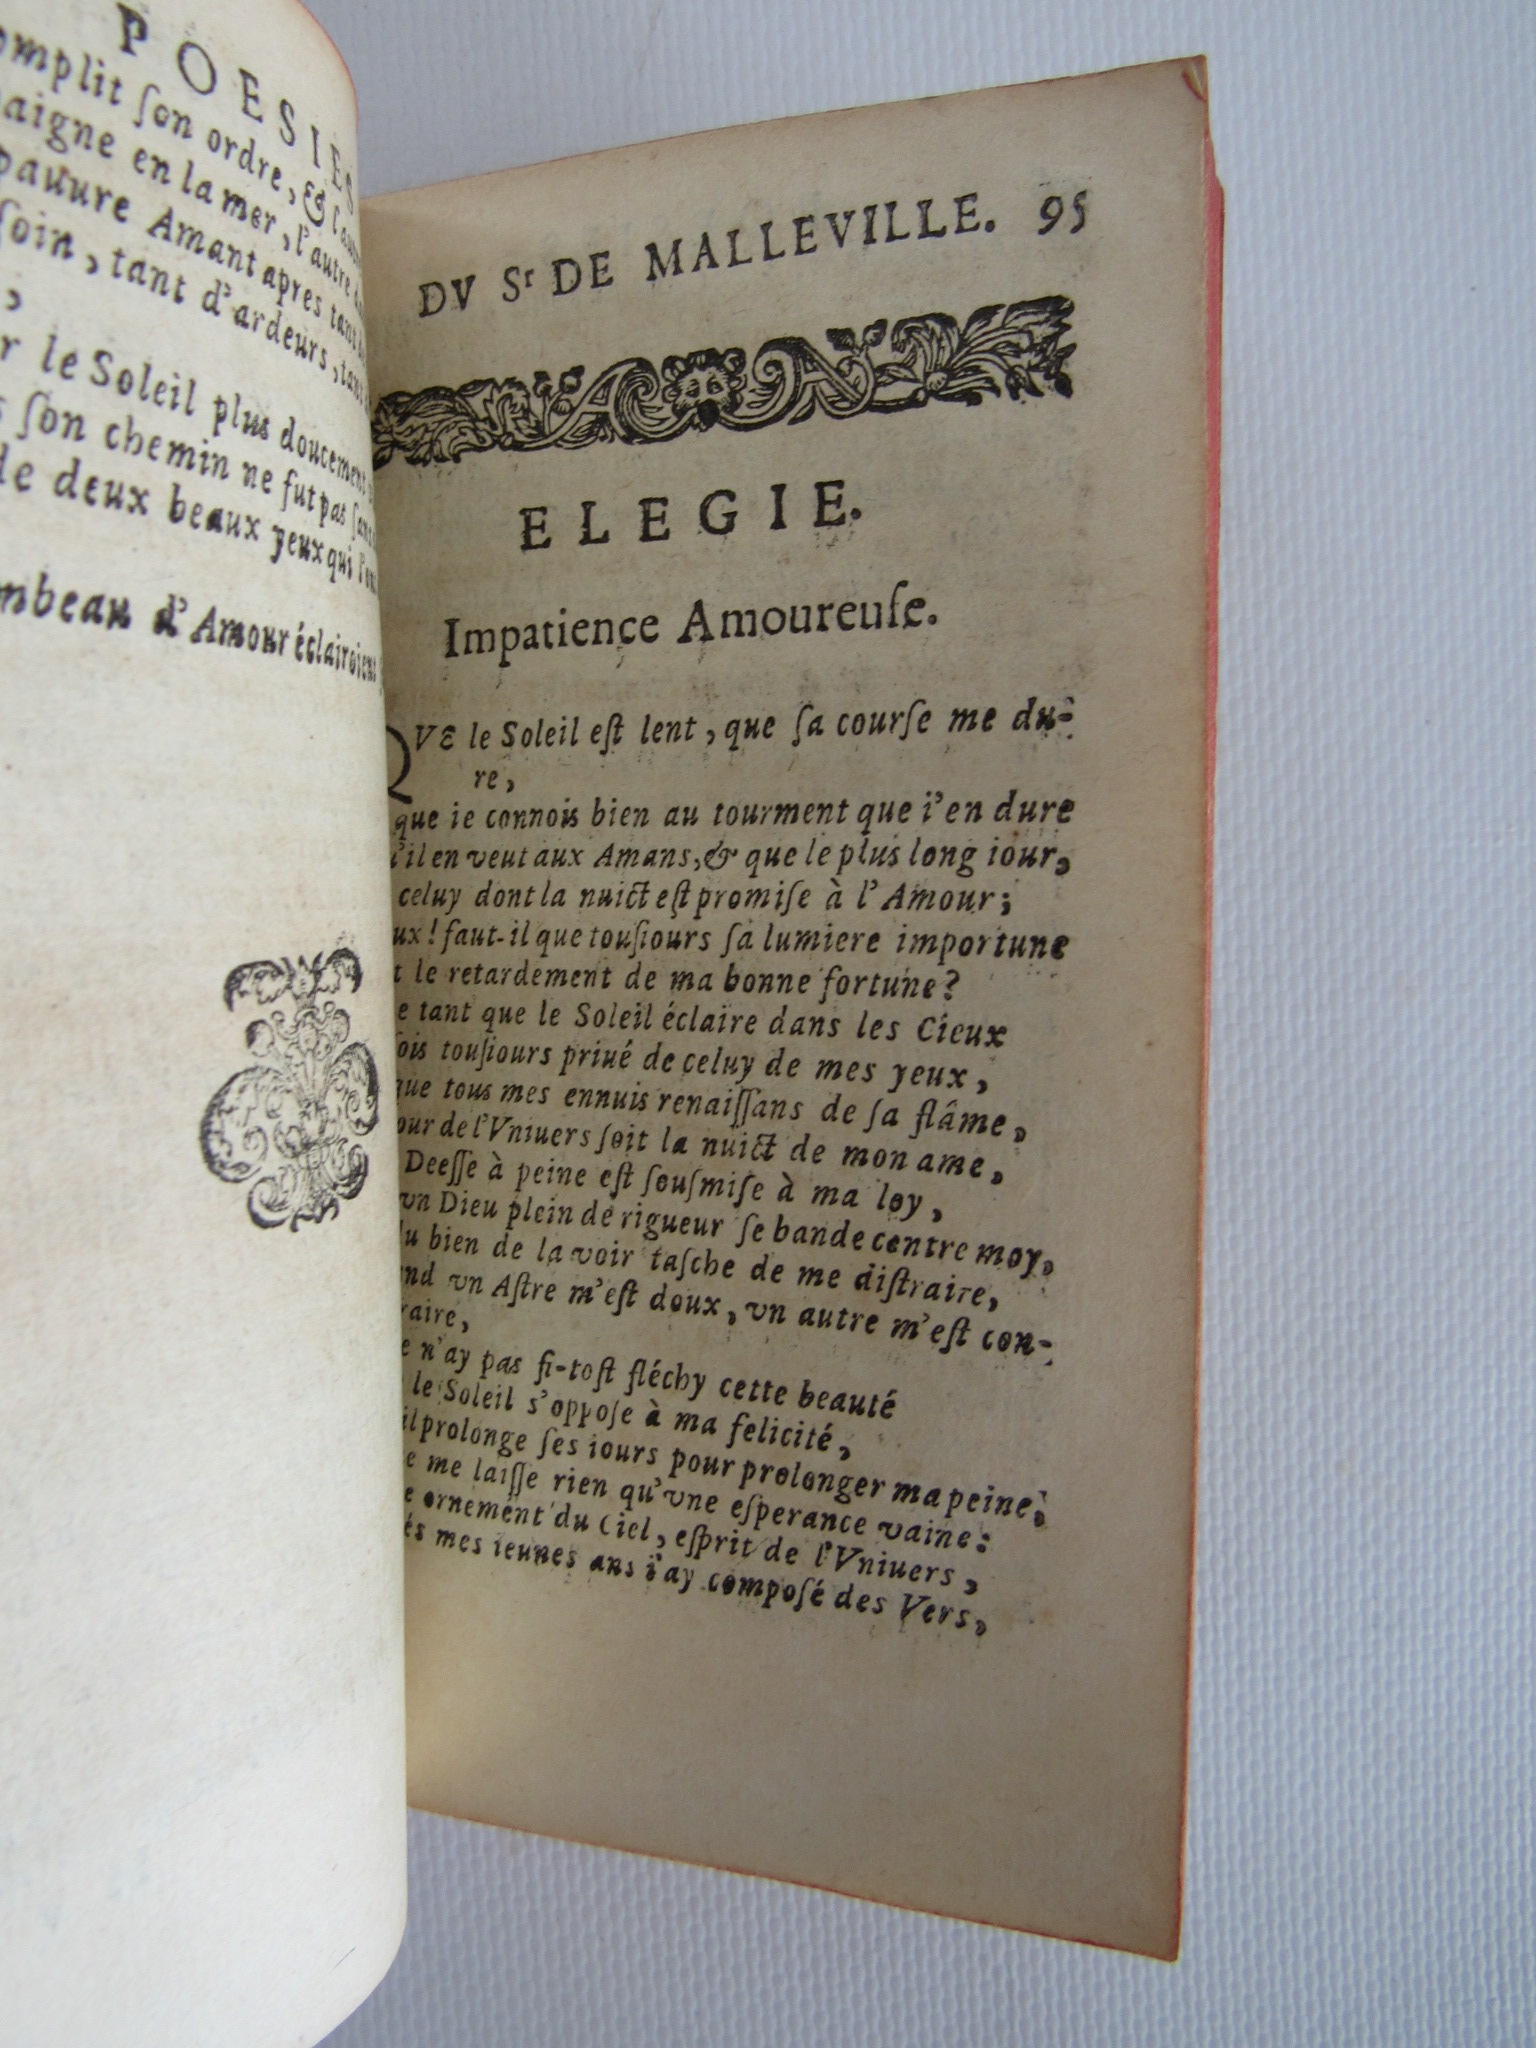 POESIES
omplit ſon ordre, &
aigne en la mer, l'autre
pauure Amant apres tant
ſoin, tant d'ardeurs, tant
,
r le Soleil plus doucement
s ſon chemin ne fut pas ſans
de deux beaux yeux qui l'ont
mbeau d'Amour éclairoient
DV Sr DE MALLEVILLE. 95
ELEGIE.
Impatience Amoureuſe.
QVE le Soleil eſt lent, que ſa courſe me du-
re,
que ie connois bien au tourment que i'en dure
'il en veut aux Amans, & que le plus long iour,
celuy dont la nuict eſt promiſe à l'Amour;
ux! faut-il que touſiours ſa lumiere importune
t le retardement de ma bonne fortune?
e tant que le Soleil éclaire dans les Cieux
ſois touſiours priué de celuy de mes yeux,
que tous mes ennuis renaiſſans de ſa flâme,
our de l'Vniuers ſoit la nuict de mon ame,
Deeſſe à peine eſt ſouſmiſe à ma loy,
vn Dieu plein de rigueur ſe bande contre moy,
du bien de la voir taſche de me diſtraire,
and vn Aſtre m'eſt doux, vn autre m'eſt con-
raire,
e n'ay pas ſi-toſt fléchy cette beauté
le Soleil s'oppoſe à ma felicité,
il prolonge ſes iours pour prolonger ma peine,
e me laiſſe rien qu'vne eſperance vaine:
e ornement du Ciel, eſprit de l'Vniuers,
és mes ieunes ans i'ay compoſé des Vers,